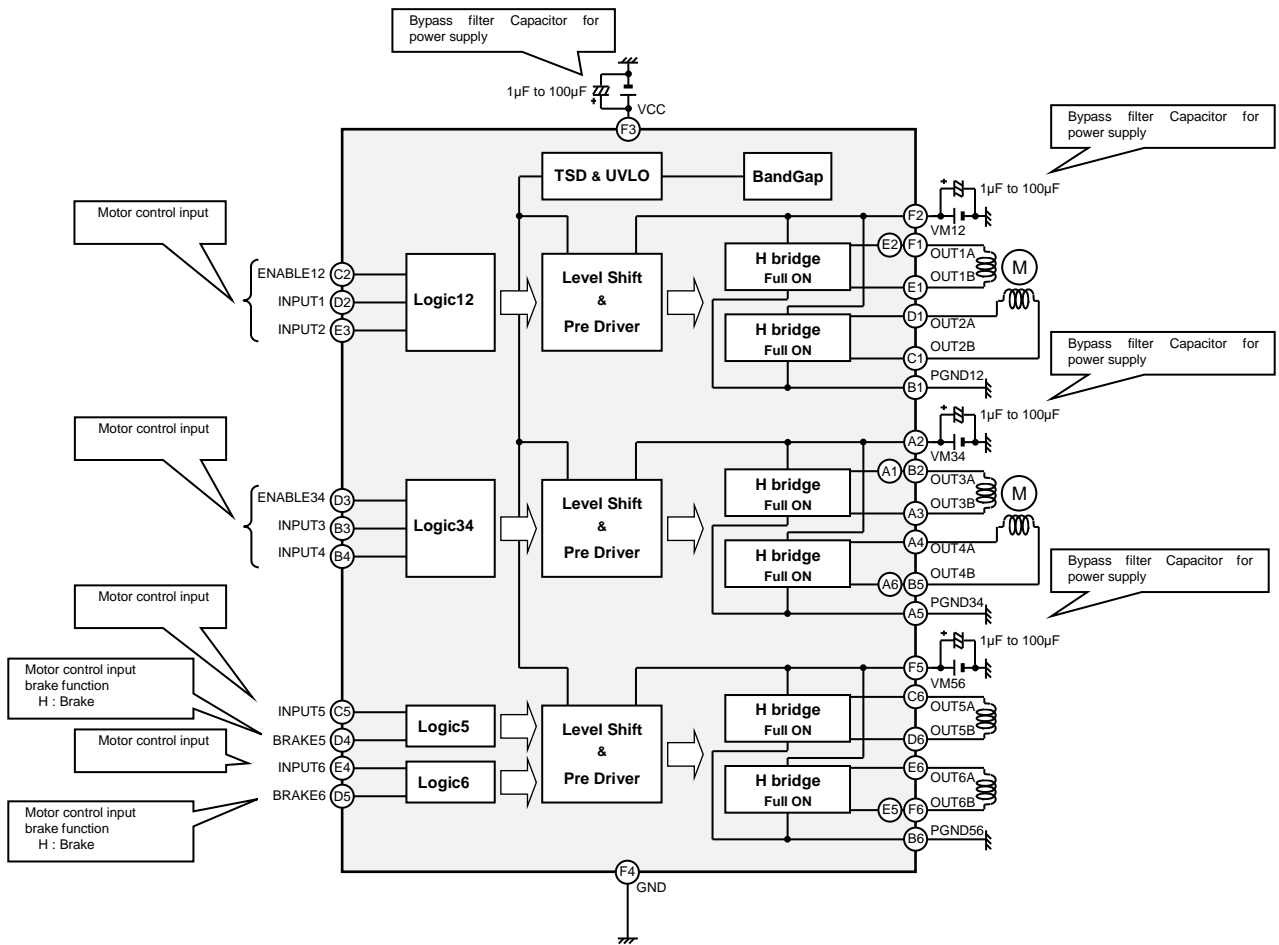 Bypass filter Capacitor for
power supply
1µF to 100µF
+
VCC
F3
Bypass filter Capacitor for
power supply
TSD & UVLO
BandGap
+
1µF to 100µF
F2
VM12
Motor control input
ENABLE12 C2
INPUT1 D2
INPUT2 E3
Logic12
Level Shift
&
Pre Driver
H bridge
Full ON
E2 F1
OUT1A
OUT1B
E1
M
H bridge
Full ON
D1
OUT2A
OUT2B
C1
B1
PGND12
Bypass filter Capacitor for
power supply
+
1µF to 100µF
A2
VM34
Motor control input
ENABLE34 D3
INPUT3 B3
INPUT4 B4
Logic34
Level Shift
&
Pre Driver
H bridge
Full ON
A1 B2
OUT3A
OUT3B
A3
M
H bridge
Full ON
A4
OUT4A
OUT4B
A6 B5
A5
PGND34
Bypass filter Capacitor for
power supply
+
1µF to 100µF
F5
VM56
Motor control input
Motor control input
brake function
H : Brake
Motor control input
Motor control input
brake function
H : Brake
INPUT5 C5
BRAKE5 D4
INPUT6 E4
BRAKE6 D5
Logic5
Logic6
Level Shift
&
Pre Driver
H bridge
Full ON
C6
OUT5A
OUT5B
D6
H bridge
Full ON
E6
OUT6A
OUT6B
E5 F6
B6
PGND56
F4
GND